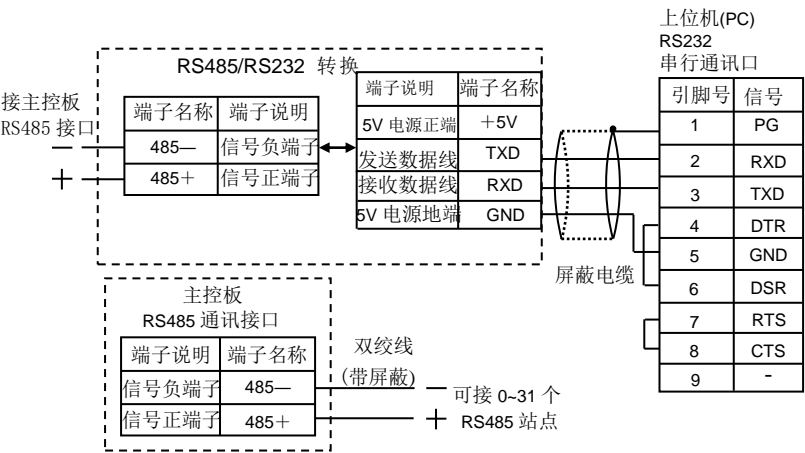 上位机(PC)
RS232
串行通讯口
RS485/RS232 转换
接主控板
RS485 接口
端子名称 端子说明
485— 信号负端子
485＋ 信号正端子
端子说明 端子名称
5V 电源正端 ＋5V
发送数据线 TXD
接收数据线 RXD
5V 电源地端 GND
屏蔽电缆
引脚号 信号
1 PG
2 RXD
3 TXD
4 DTR
5 GND
6 DSR
7 RTS
8 CTS
9 -
主控板
RS485 通讯接口
端子说明 端子名称
信号负端子 485—
信号正端子 485＋
双绞线
(带屏蔽)
— 可接 0~31 个
＋ RS485 站点